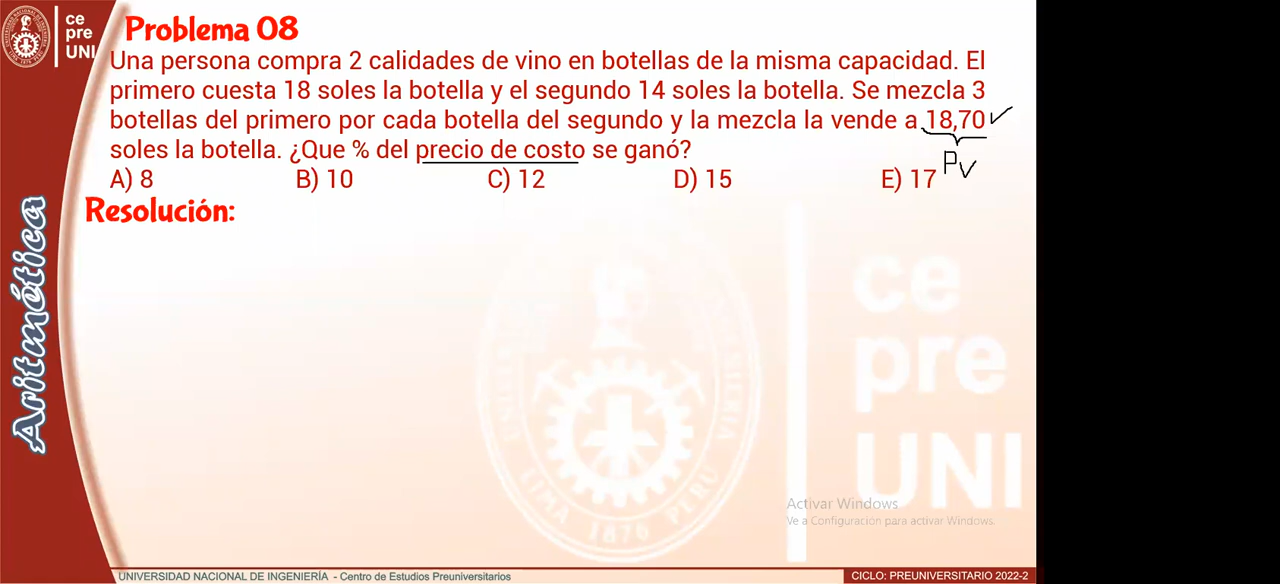 ce
pre
UNI
Problema 08
Una persona compra 2 calidades de vino en botellas de la misma capacidad. El
primero cuesta 18 soles la botella y el segundo 14 soles la botella. Se mezcla 3
botellas del primero por cada botella del segundo y la mezcla la vende a 18,70
soles la botella. ¿Que % del precio de costo se ganó?
Pv
A) 8 B) 10 C) 12 D) 15 E) 17
Resolución:
Aritmética
ce
pre
UNI
LIMA 1876 PERU
Activar Windows
Ve a Configuración para activar Windows.
UNIVERSIDAD NACIONAL DE INGENIERÍA - Centro de Estudios Preuniversitarios
CICLO: PREUNIVERSITARIO 2022-2